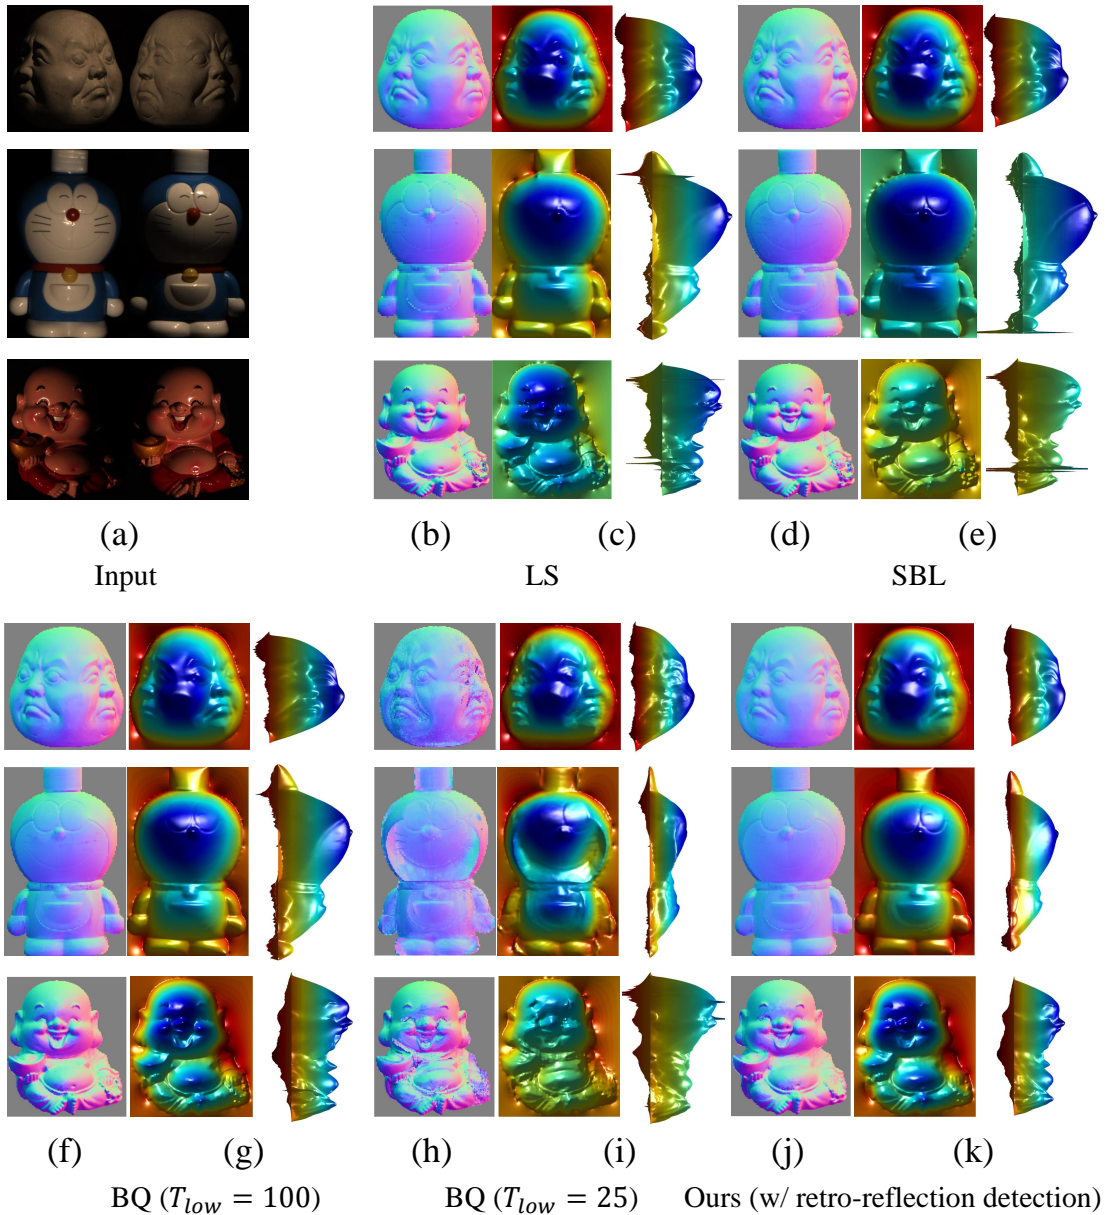 (a) (b) (c) (d) (e)
Input LS SBL
(f) (g) (h) (i) (j) (k)
BQ (T_low = 100) BQ (T_low = 25) Ours (w/ retro-reflection detection)